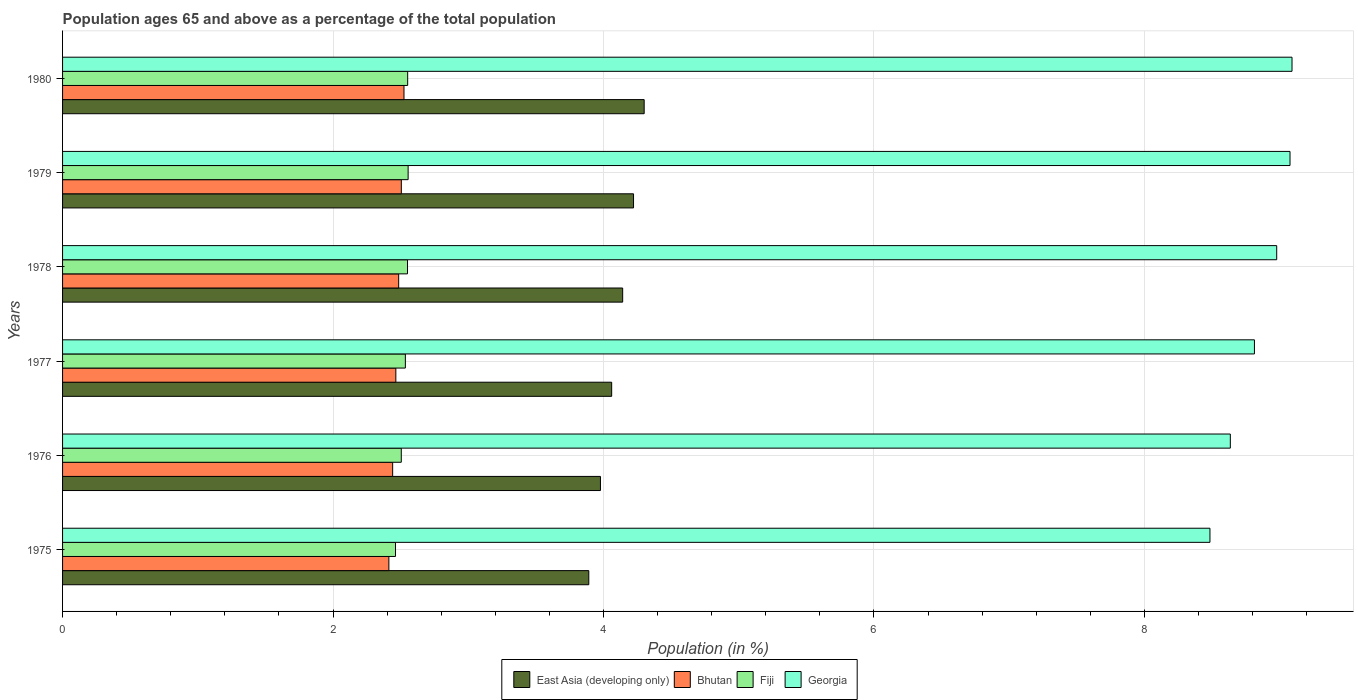 Population ages 65 and above as a percentage of the total population
1980
1979
1978
1977
1976
1975
Years
0
2
4
6
8
Population (in %)
East Asia (developing only)
Bhutan
Fiji
Georgia